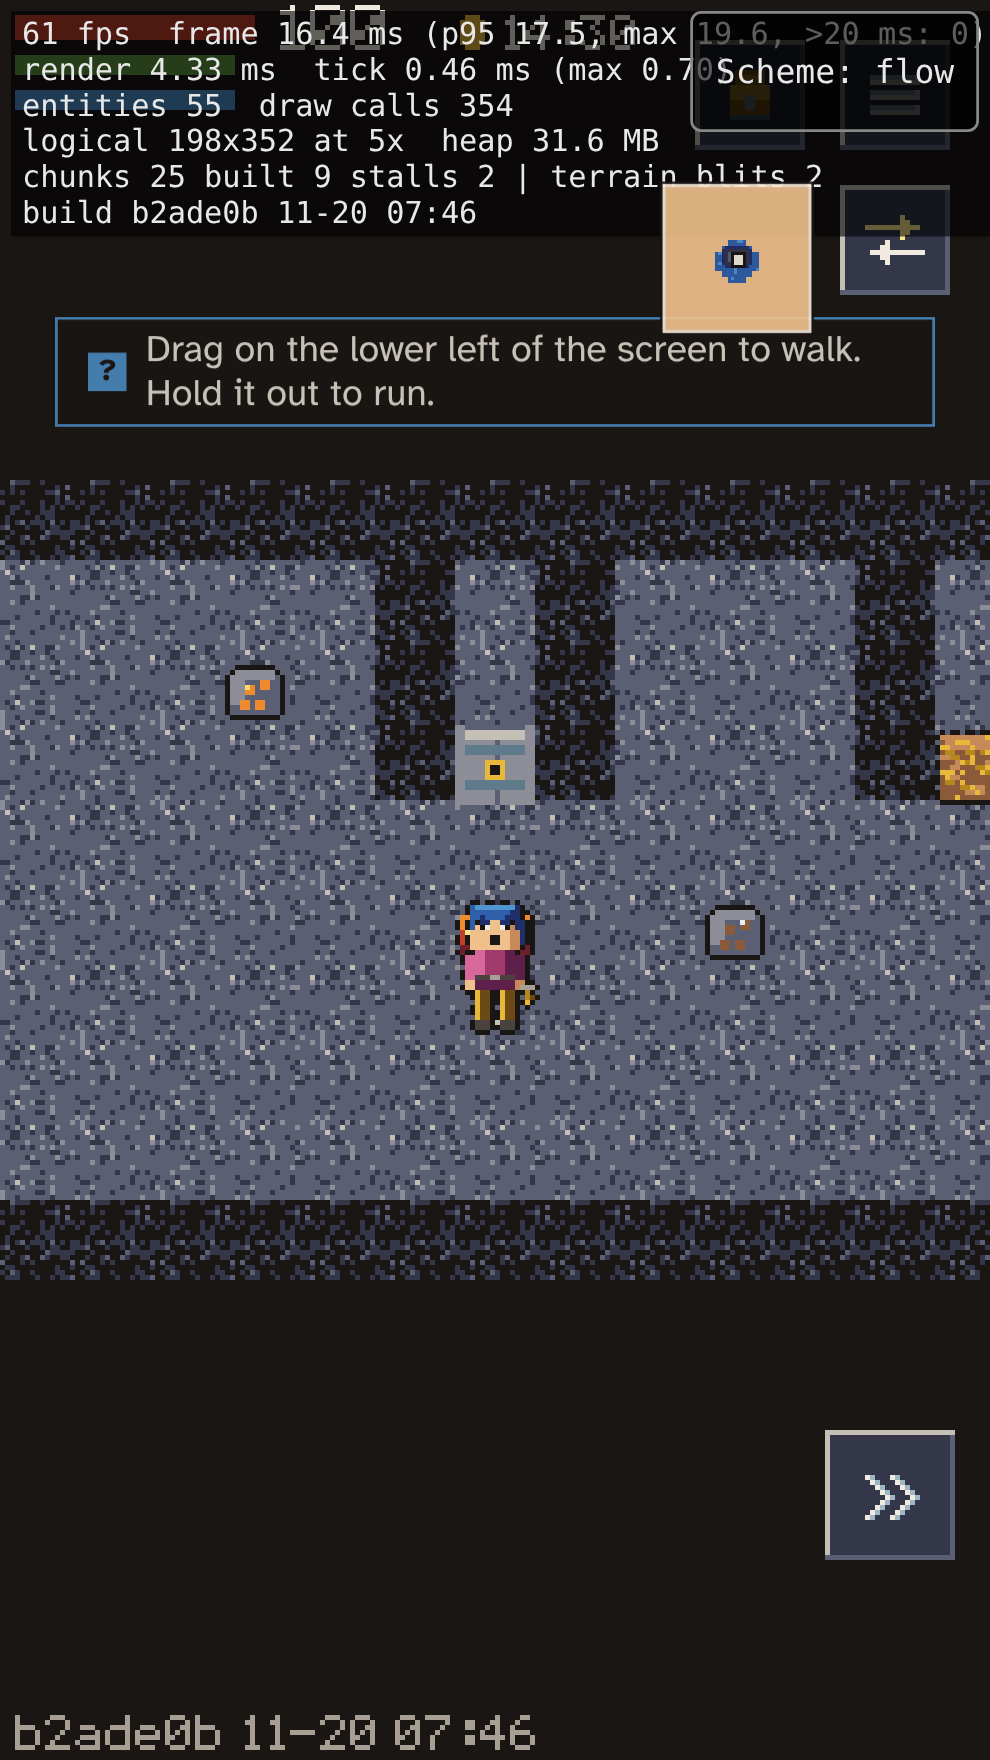 61 fps  frame 16.4 ms (p95 17.5, max 19.6, >20 ms: 0)
render 4.33 ms  tick 0.46 ms (max 0.70)
Scheme: flow
entities 55  draw calls 354
logical 198x352 at 5x  heap 31.6 MB
chunks 25 built 9 stalls 2 | terrain blits 2
build b2ade0b 11-20 07:46
? Drag on the lower left of the screen to walk.
Hold it out to run.
b2ade0b 11-20 07:46